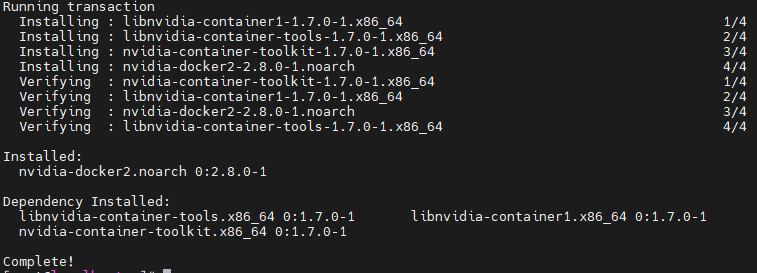 Running transaction
  Installing : libnvidia-container1-1.7.0-1.x86_64 1/4
  Installing : libnvidia-container-tools-1.7.0-1.x86_64 2/4
  Installing : nvidia-container-toolkit-1.7.0-1.x86_64 3/4
  Installing : nvidia-docker2-2.8.0-1.noarch 4/4
  Verifying  : nvidia-container-toolkit-1.7.0-1.x86_64 1/4
  Verifying  : libnvidia-container1-1.7.0-1.x86_64 2/4
  Verifying  : nvidia-docker2-2.8.0-1.noarch 3/4
  Verifying  : libnvidia-container-tools-1.7.0-1.x86_64 4/4
Installed:
  nvidia-docker2.noarch 0:2.8.0-1
Dependency Installed:
  libnvidia-container-tools.x86_64 0:1.7.0-1 libnvidia-container1.x86_64 0:1.7.0-1
  nvidia-container-toolkit.x86_64 0:1.7.0-1
Complete!